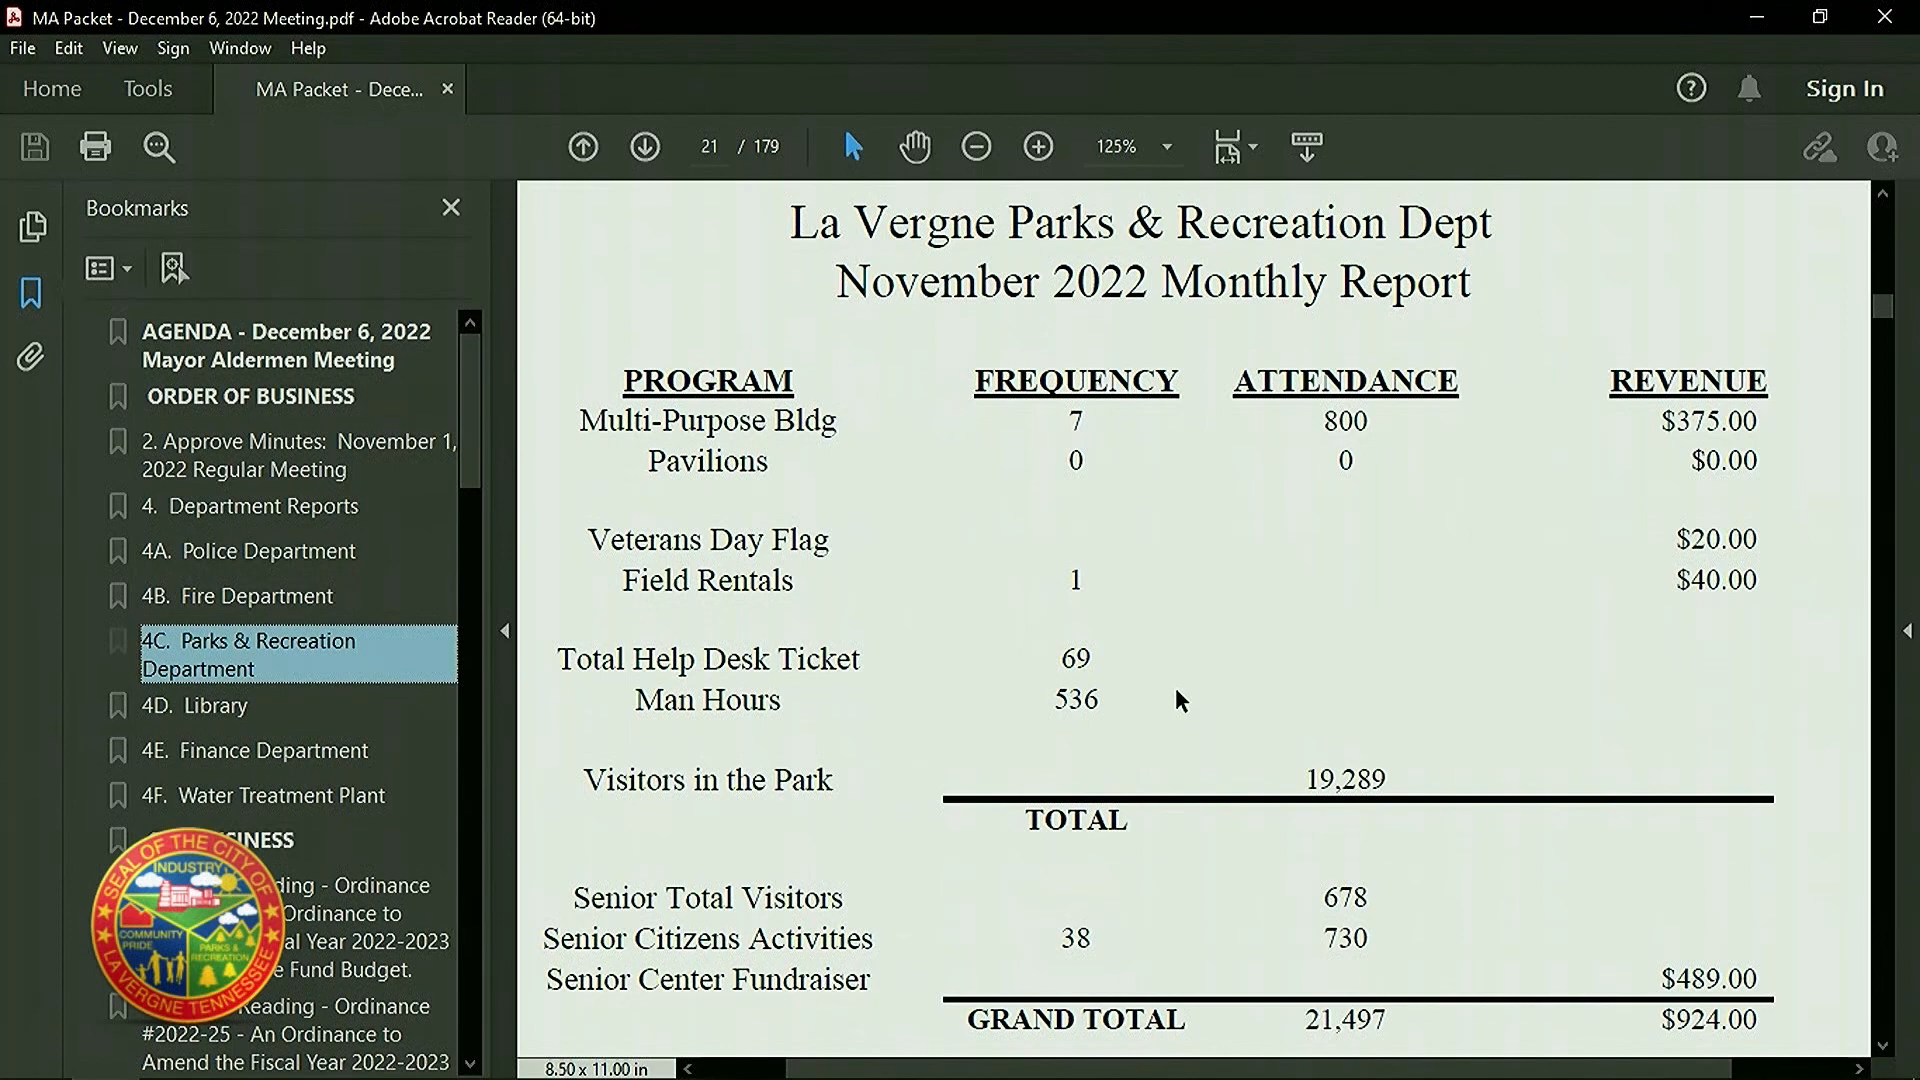 MA Packet - December 6, 2022 Meeting.pdf - Adobe Acrobat Reader (64-bit)
File Edit View Sign Window Help
Home Tools MA Packet - Dece... Sign In
21 / 179 125%
Bookmarks
AGENDA - December 6, 2022
Mayor Aldermen Meeting
ORDER OF BUSINESS
2. Approve Minutes: November 1,
2022 Regular Meeting
4. Department Reports
4A. Police Department
4B. Fire Department
4C. Parks & Recreation
Department
4D. Library
4E. Finance Department
4F. Water Treatment Plant
SINESS
ding - Ordinance
Ordinance to
al Year 2022-2023
e Fund Budget.
Reading - Ordinance
#2022-25 - An Ordinance to
Amend the Fiscal Year 2022-2023
SEAL OF THE CITY OF
LA VERGNE TENNESSEE
INDUSTRY
COMMUNITY
PRIDE
PARKS &
RECREATION
La Vergne Parks & Recreation Dept
November 2022 Monthly Report
PROGRAM FREQUENCY ATTENDANCE REVENUE
Multi-Purpose Bldg 7 800 $375.00
Pavilions 0 0 $0.00
Veterans Day Flag $20.00
Field Rentals 1 $40.00
Total Help Desk Ticket 69
Man Hours 536
Visitors in the Park 19,289
TOTAL
Senior Total Visitors 678
Senior Citizens Activities 38 730
Senior Center Fundraiser $489.00
GRAND TOTAL 21,497 $924.00
8.50 x 11.00 in